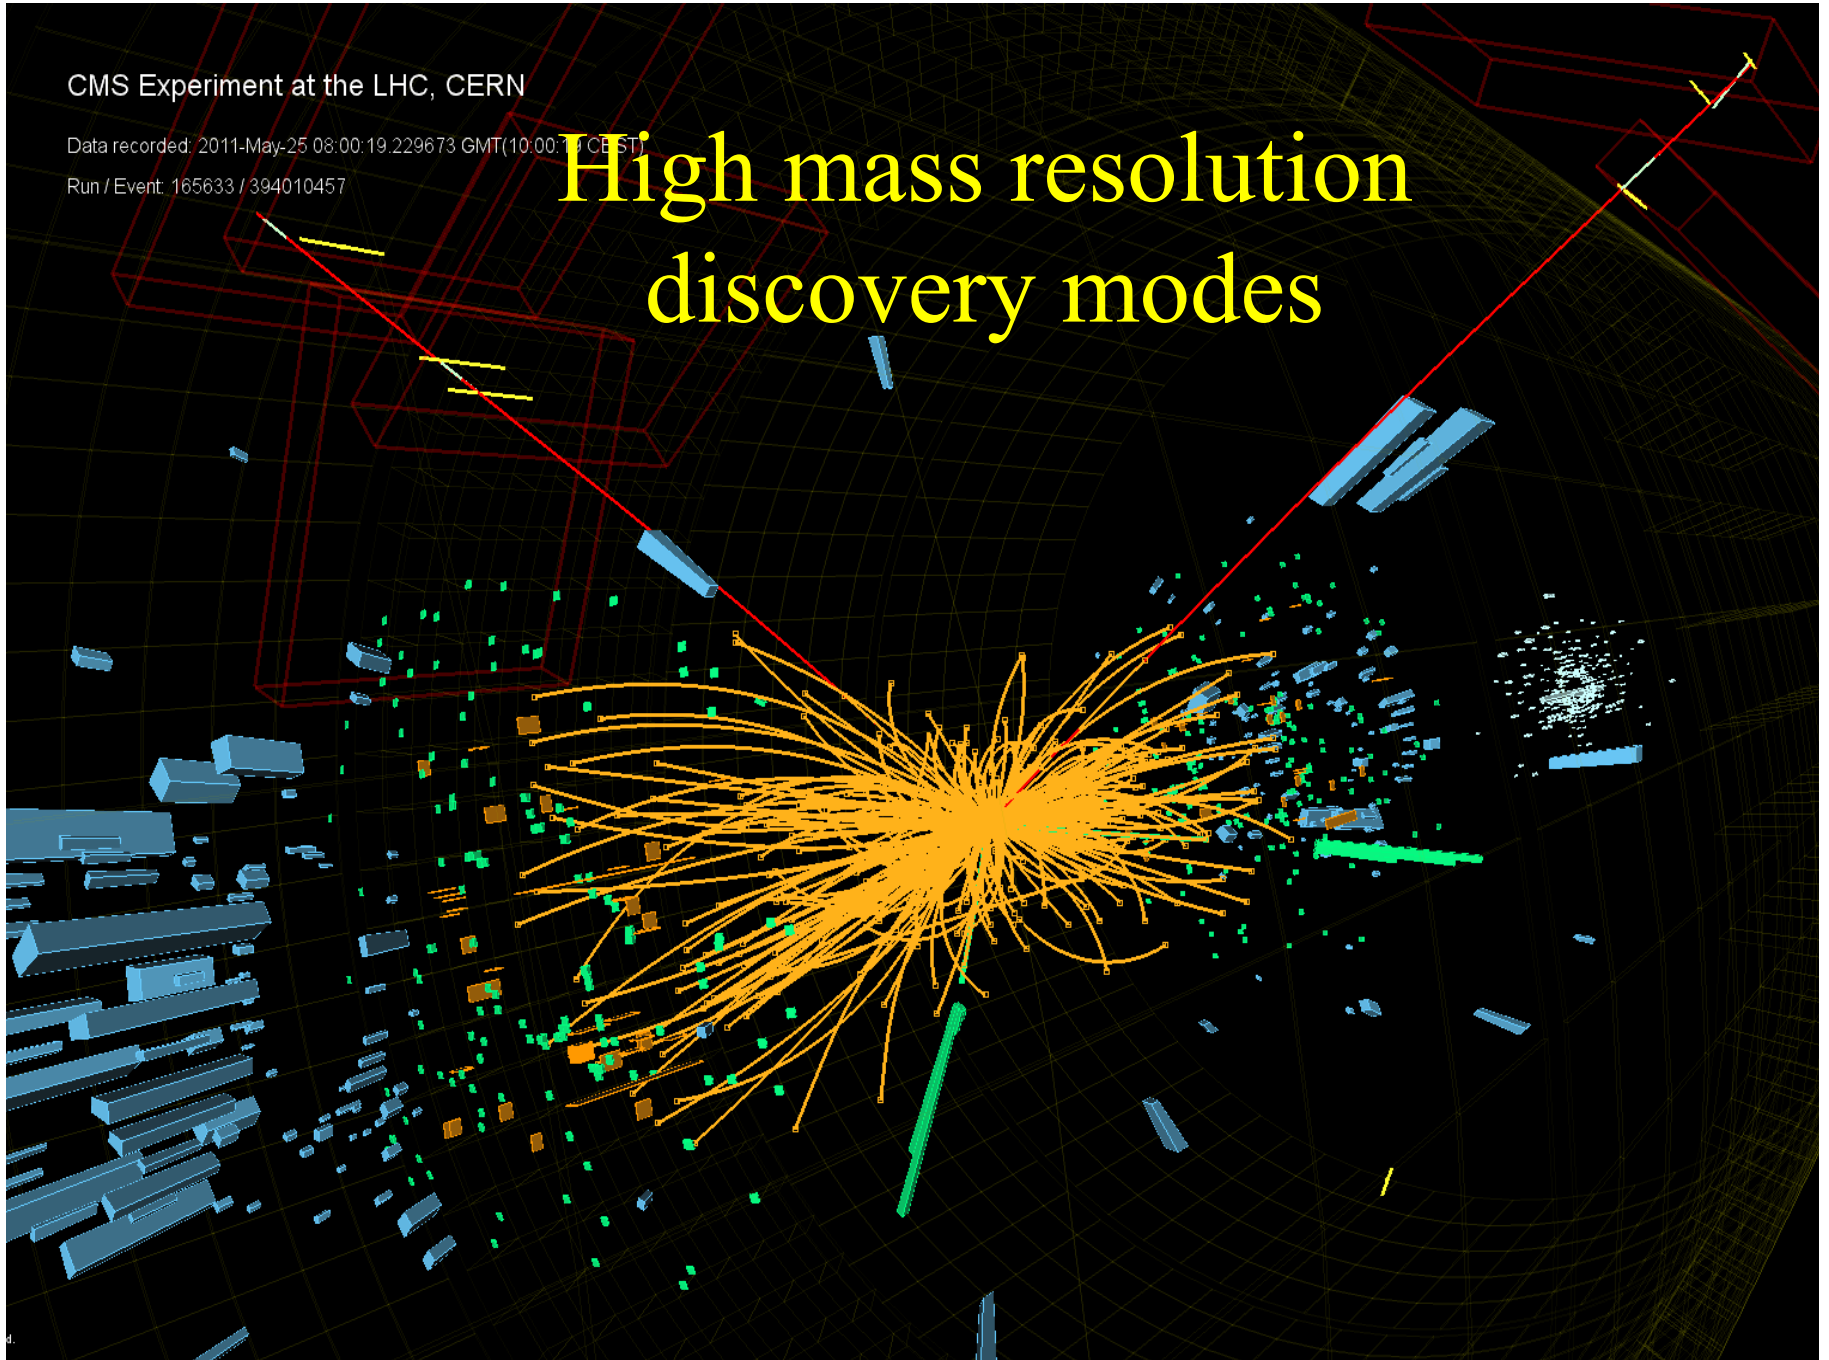 CMS Experiment at the LHC, CERN
Data recorded: 2011-May-25 08:00:19.229673 GMT(10:00:19 CEST)
Run / Event: 165633 / 394010457
High mass resolution
discovery modes
d.